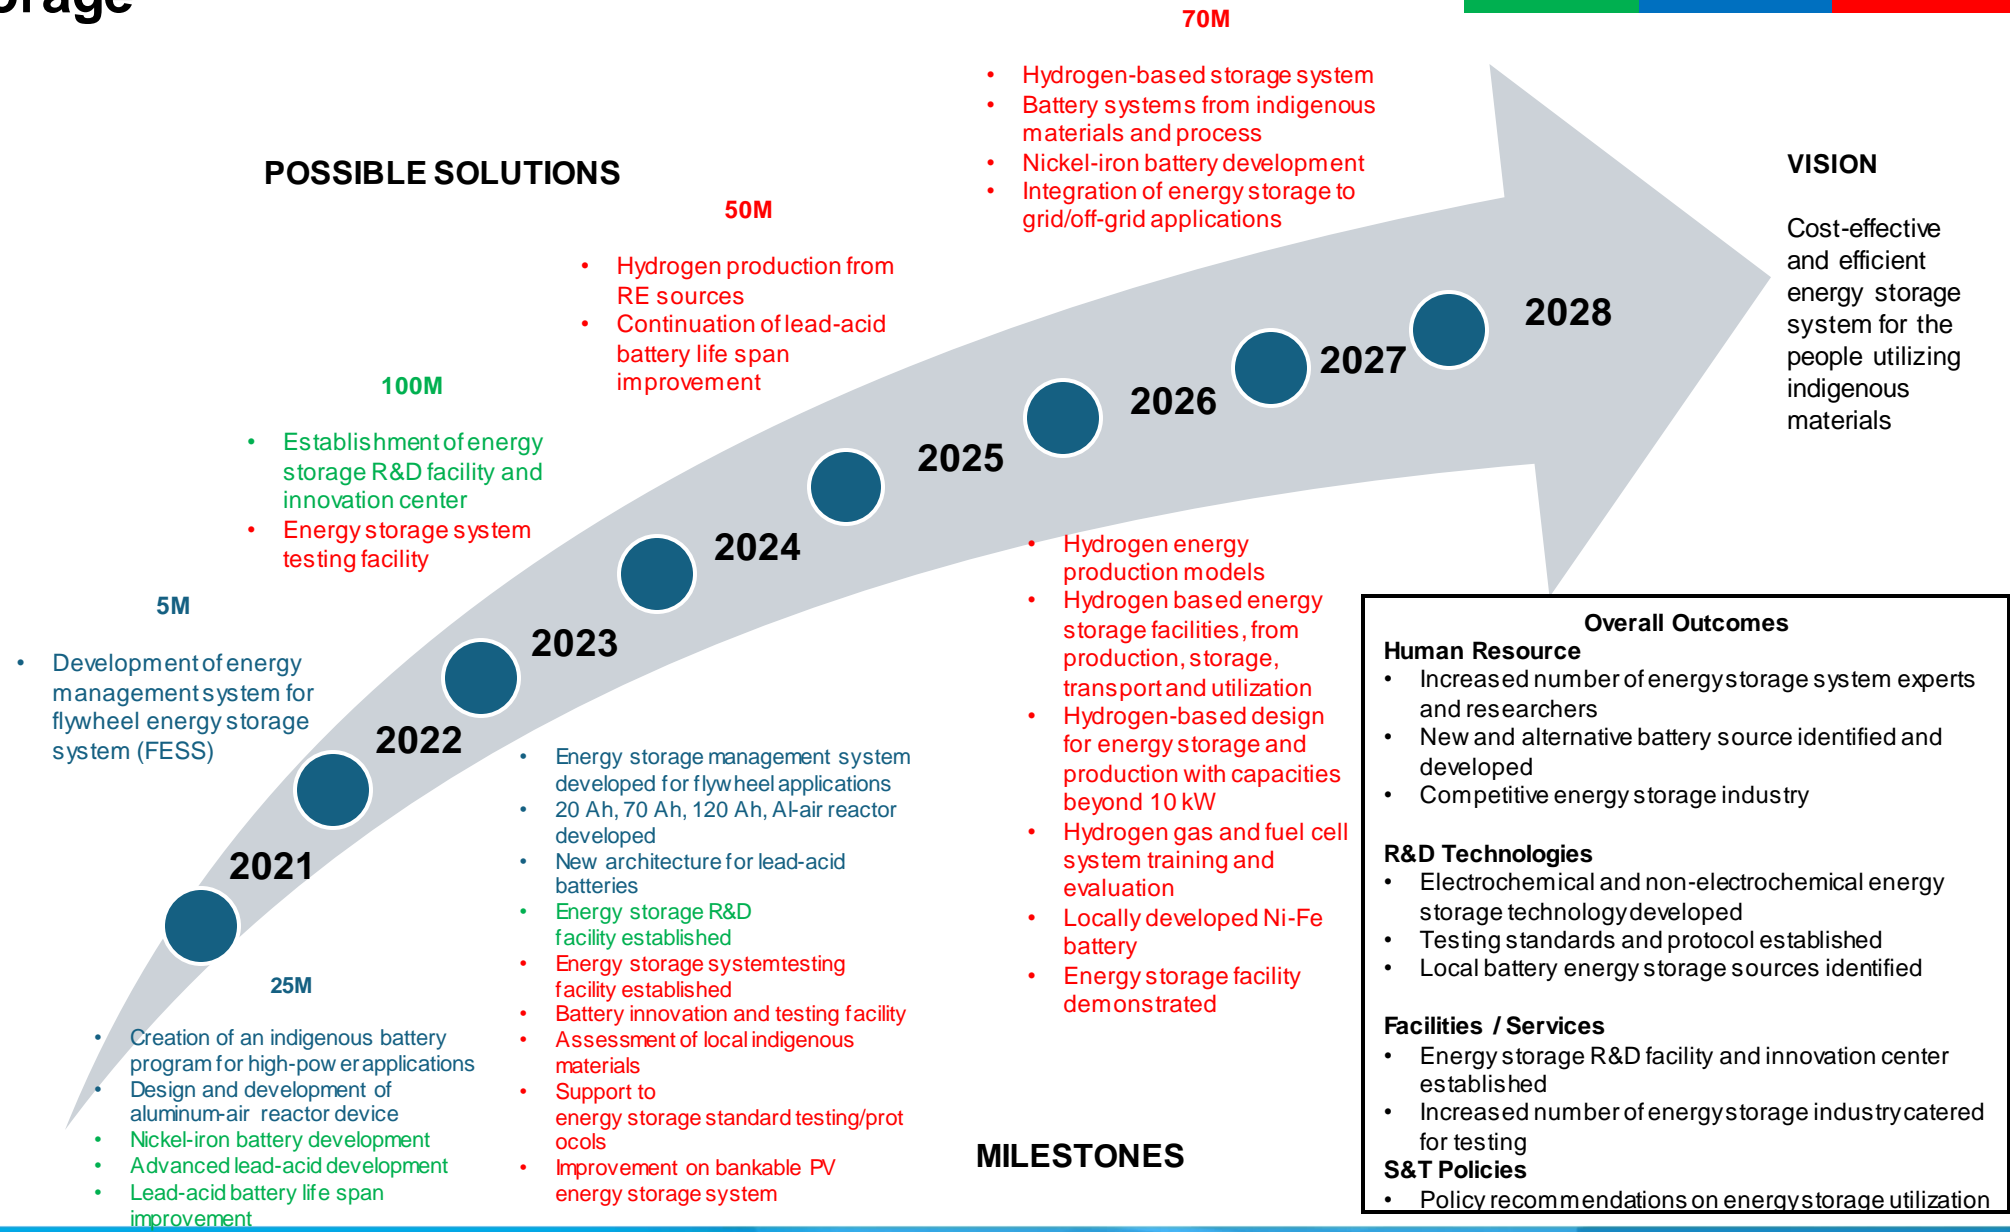 orage
70M
• Hydrogen-based storage system
• Battery systems from indigenous
materials and process
• Nickel-iron battery development
• Integration of energy storage to
grid/off-grid applications
POSSIBLE SOLUTIONS
VISION
Cost-effective
and efficient
energy storage
system for the
people utilizing
indigenous
materials
50M
• Hydrogen production from
RE sources
• Continuation of lead-acid
battery life span
improvement
100M
• Establishment of energy
storage R&D facility and
innovation center
• Energy storage system
testing facility
5M
• Development of energy
management system for
flywheel energy storage
system (FESS)
2021
2022
2023
2024
2025
2026
2027
2028
25M
• Creation of an indigenous battery
program for high-power applications
• Design and development of
aluminum-air reactor device
• Nickel-iron battery development
• Advanced lead-acid development
• Lead-acid battery life span
improvement
• Energy storage management system
developed for flywheel applications
• 20 Ah, 70 Ah, 120 Ah, Al-air reactor
developed
• New architecture for lead-acid
batteries
• Energy storage R&D
facility established
• Energy storage systemtesting
facility established
• Battery innovation and testing facility
• Assessment of local indigenous
materials
• Support to
energy storage standard testing/prot
ocols
• Improvement on bankable PV
energy storage system
• Hydrogen energy
production models
• Hydrogen based energy
storage facilities, from
production, storage,
transport and utilization
• Hydrogen-based design
for energy storage and
production with capacities
beyond 10 kW
• Hydrogen gas and fuel cell
system training and
evaluation
• Locally developed Ni-Fe
battery
• Energy storage facility
demonstrated
MILESTONES
Overall Outcomes
Human Resource
• Increased number of energy storage system experts
and researchers
• New and alternative battery source identified and
developed
• Competitive energy storage industry
R&D Technologies
• Electrochemical and non-electrochemical energy
storage technology developed
• Testing standards and protocol established
• Local battery energy storage sources identified
Facilities / Services
• Energy storage R&D facility and innovation center
established
• Increased number of energy storage industry catered
for testing
S&T Policies
• Policy recommendations on energy storage utilization